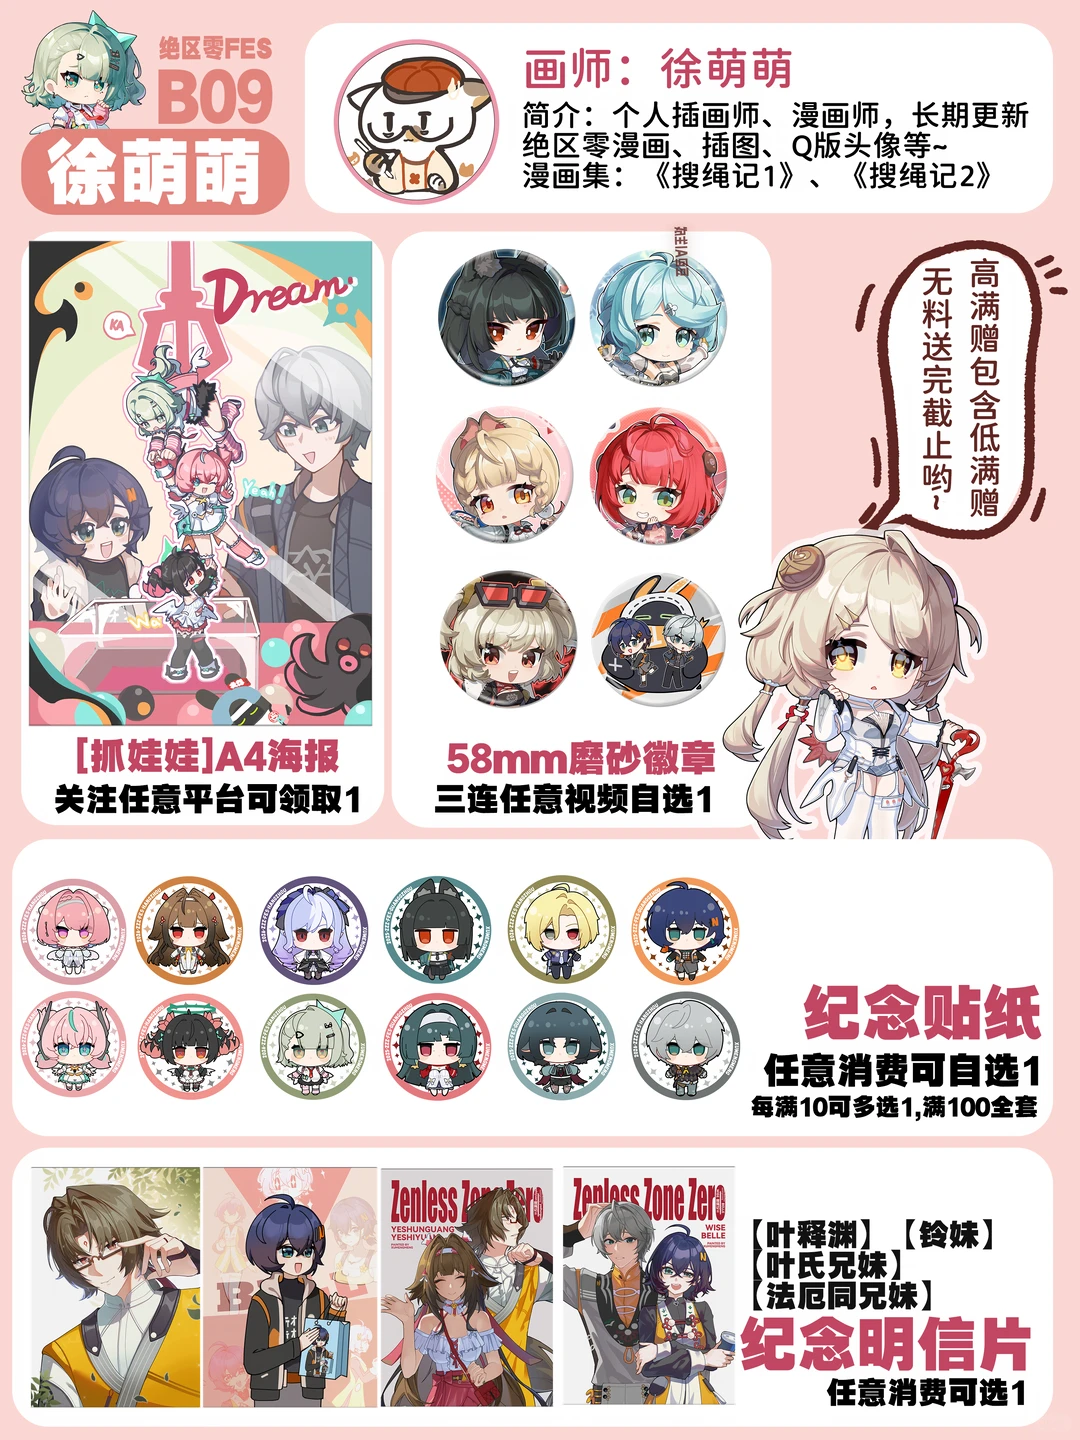 绝区零FES
B09
徐萌萌
画师：徐萌萌
简介：个人插画师、漫画师，长期更新
绝区零漫画、插图、Q版头像等~
漫画集：《搜绳记1》、《搜绳记2》
Dream
KA
Yeah!
Wa
[抓娃娃]A4海报
关注任意平台可领取1
58mm磨砂徽章
三连任意视频自选1
高满赠包含低满赠
无料送完截止哟~
纪念贴纸
任意消费可自选1
每满10可多选1,满100全套
Zenless Zone Zero
YESHUNGUANG
Zenless Zone Zero
WISE
BELLE
【叶释渊】【铃妹】
【叶氏兄妹】
【法厄同兄妹】
纪念明信片
任意消费可选1